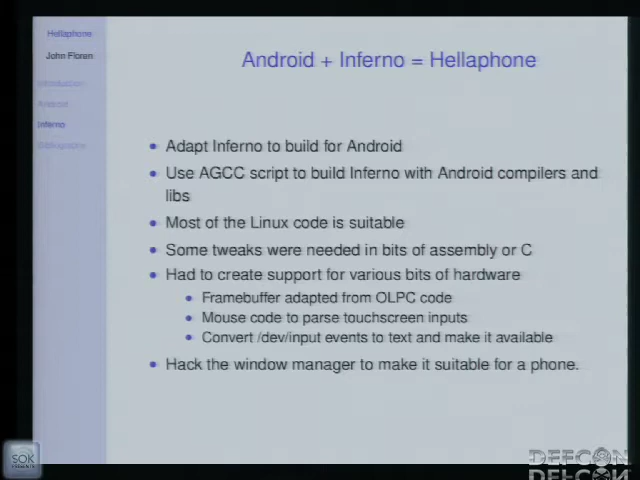 Hellaphone
John Floren
Introduction
Android
Inferno
Bibliography
Android + Inferno = Hellaphone
Adapt Inferno to build for Android
Use AGCC script to build Inferno with Android compilers and
libs
Most of the Linux code is suitable
Some tweaks were needed in bits of assembly or C
Had to create support for various bits of hardware
Framebuffer adapted from OLPC code
Mouse code to parse touchscreen inputs
Convert /dev/input events to text and make it available
Hack the window manager to make it suitable for a phone.
SOK
DEFCON